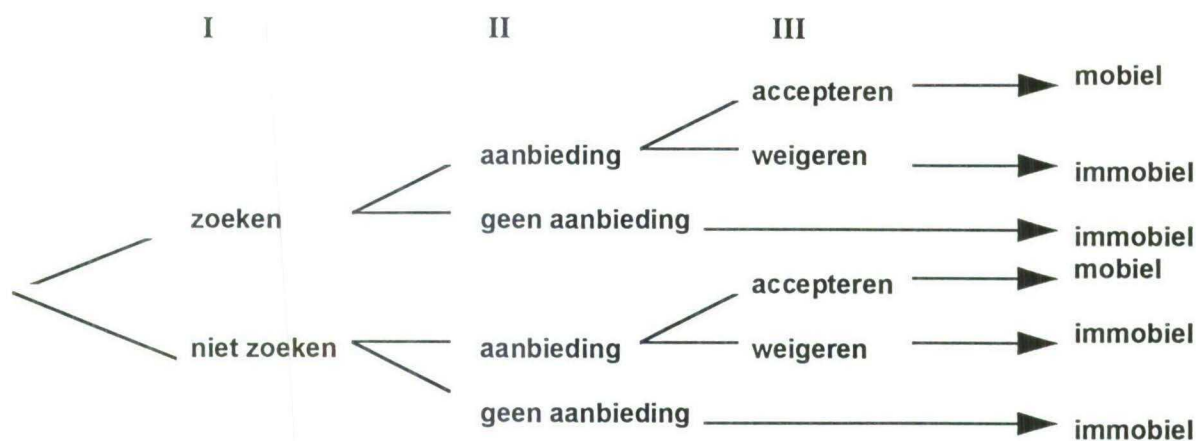 I II III
accepteren mobiel
aanbieding weigeren immobiel
zoeken geen aanbieding immobiel
accepteren mobiel
niet zoeken aanbieding weigeren immobiel
geen aanbieding immobiel